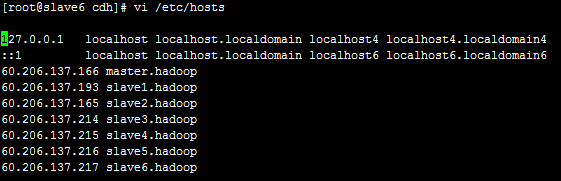 [root@slave6 cdh]# vi /etc/hosts
127.0.0.1   localhost localhost.localdomain localhost4 localhost4.localdomain4
::1         localhost localhost.localdomain localhost6 localhost6.localdomain6
60.206.137.166 master.hadoop
60.206.137.193 slave1.hadoop
60.206.137.165 slave2.hadoop
60.206.137.214 slave3.hadoop
60.206.137.215 slave4.hadoop
60.206.137.216 slave5.hadoop
60.206.137.217 slave6.hadoop